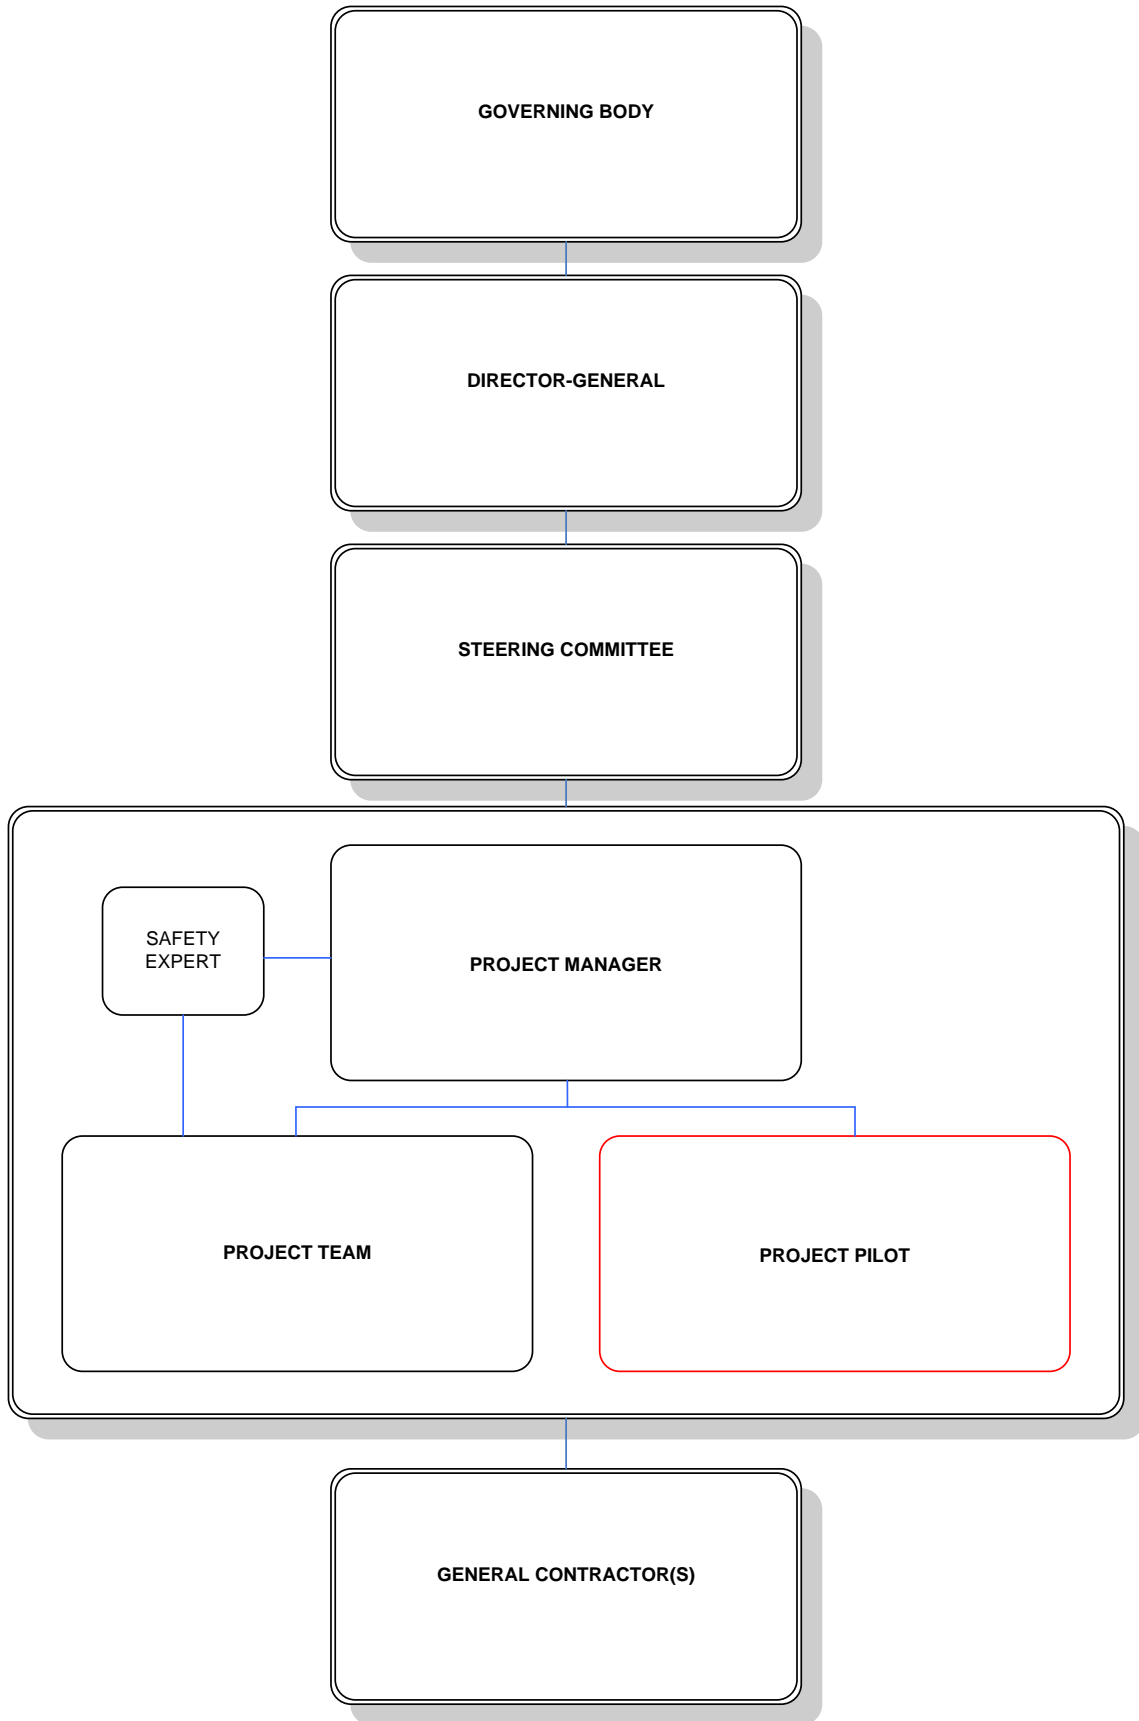 GOVERNING BODY
DIRECTOR-GENERAL
STEERING COMMITTEE
SAFETY
EXPERT
PROJECT MANAGER
PROJECT TEAM
PROJECT PILOT
GENERAL CONTRACTOR(S)